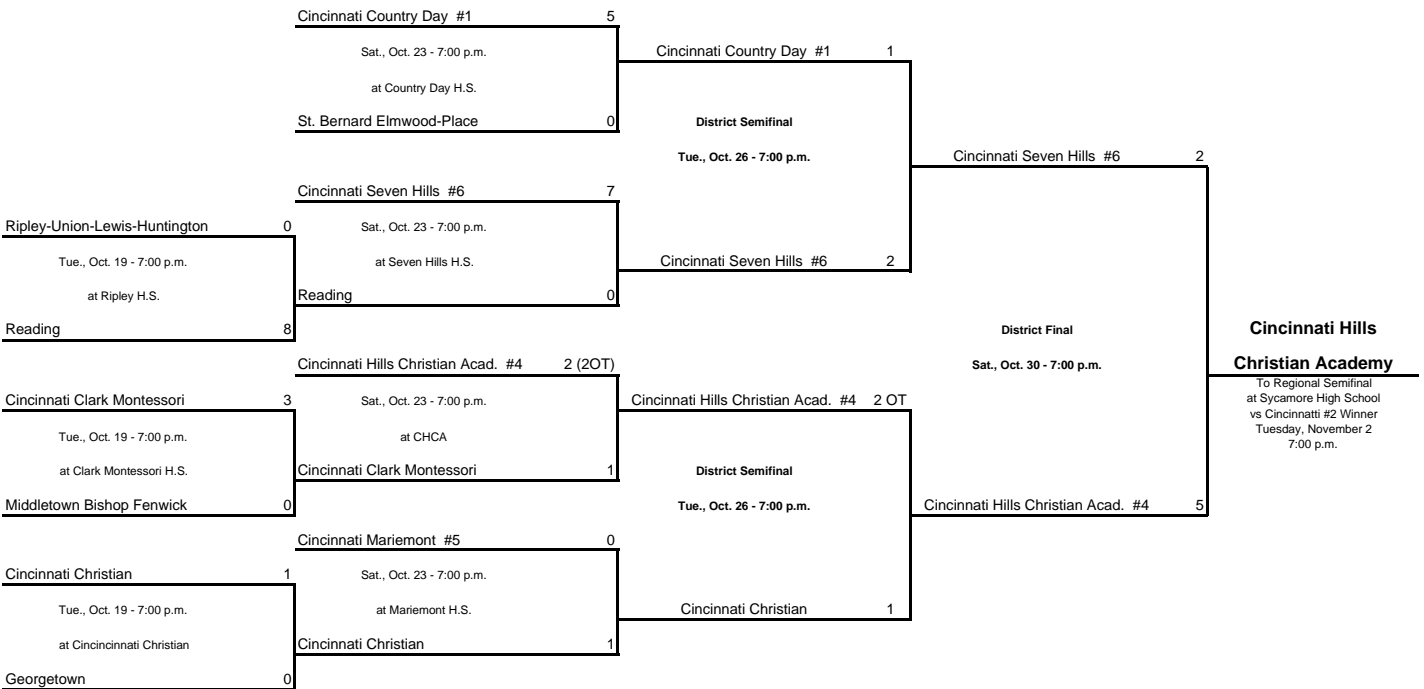 Cincinnati Country Day #1 5
Sat., Oct. 23 - 7:00 p.m.
at Country Day H.S.
St. Bernard Elmwood-Place 0
Cincinnati Country Day #1 1
District Semifinal
Tue., Oct. 26 - 7:00 p.m.
Cincinnati Seven Hills #6 2
Cincinnati Seven Hills #6 7
Sat., Oct. 23 - 7:00 p.m.
at Seven Hills H.S.
Reading 0
Ripley-Union-Lewis-Huntington 0
Tue., Oct. 19 - 7:00 p.m.
at Ripley H.S.
Reading 8
Cincinnati Seven Hills #6 2
District Final
Sat., Oct. 30 - 7:00 p.m.
Cincinnati Hills Christian Acad. #4 5
Cincinnati Hills Christian Acad. #4 2 (2OT)
Sat., Oct. 23 - 7:00 p.m.
at CHCA
Cincinnati Clark Montessori 1
Cincinnati Clark Montessori 3
Tue., Oct. 19 - 7:00 p.m.
at Clark Montessori H.S.
Middletown Bishop Fenwick 0
Cincinnati Hills Christian Acad. #4 2 OT
District Semifinal
Tue., Oct. 26 - 7:00 p.m.
Cincinnati Christian 1
Cincinnati Mariemont #5 0
Sat., Oct. 23 - 7:00 p.m.
at Mariemont H.S.
Cincinnati Christian 1
Cincinnati Christian 1
Tue., Oct. 19 - 7:00 p.m.
at Cincincinnati Christian
Georgetown 0
Cincinnati Hills
Christian Academy
To Regional Semifinal
at Sycamore High School
vs Cincinnatti #2 Winner
Tuesday, November 2
7:00 p.m.